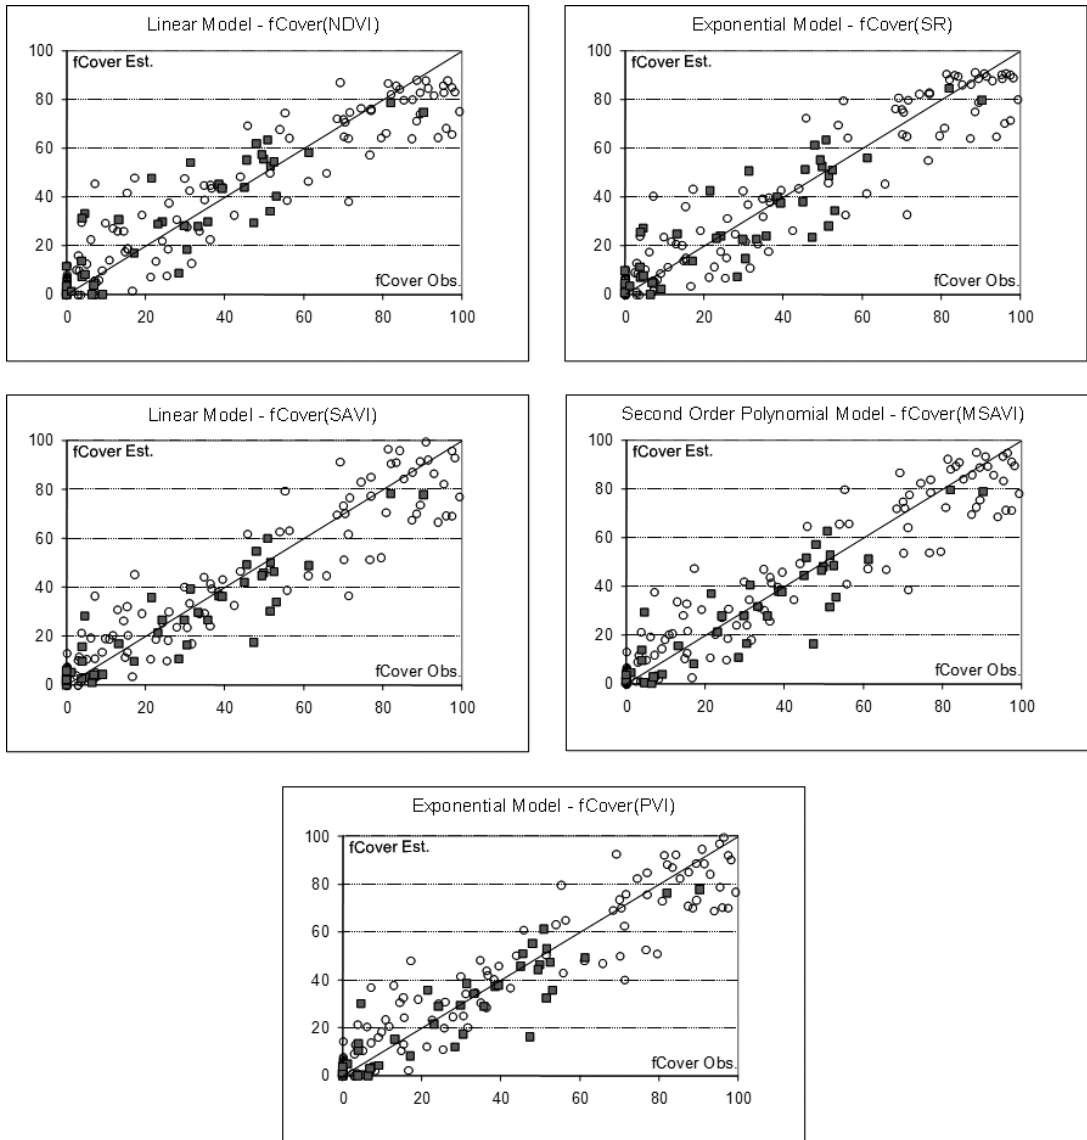 Linear Model - fCover(NDVI)
100
80
60
40
20
0
fCover Est.
fCover Obs.
0 20 40 60 80 100
Exponential Model - fCover(SR)
100
80
60
40
20
0
fCover Est.
fCover Obs.
0 20 40 60 80 100
Linear Model - fCover(SAVI)
100
80
60
40
20
0
fCover Est.
fCover Obs.
0 20 40 60 80 100
Second Order Polynomial Model - fCover(MSAVI)
100
80
60
40
20
0
fCover Est.
fCover Obs.
0 20 40 60 80 100
Exponential Model - fCover(PVI)
100
80
60
40
20
0
fCover Est.
fCover Obs.
0 20 40 60 80 100